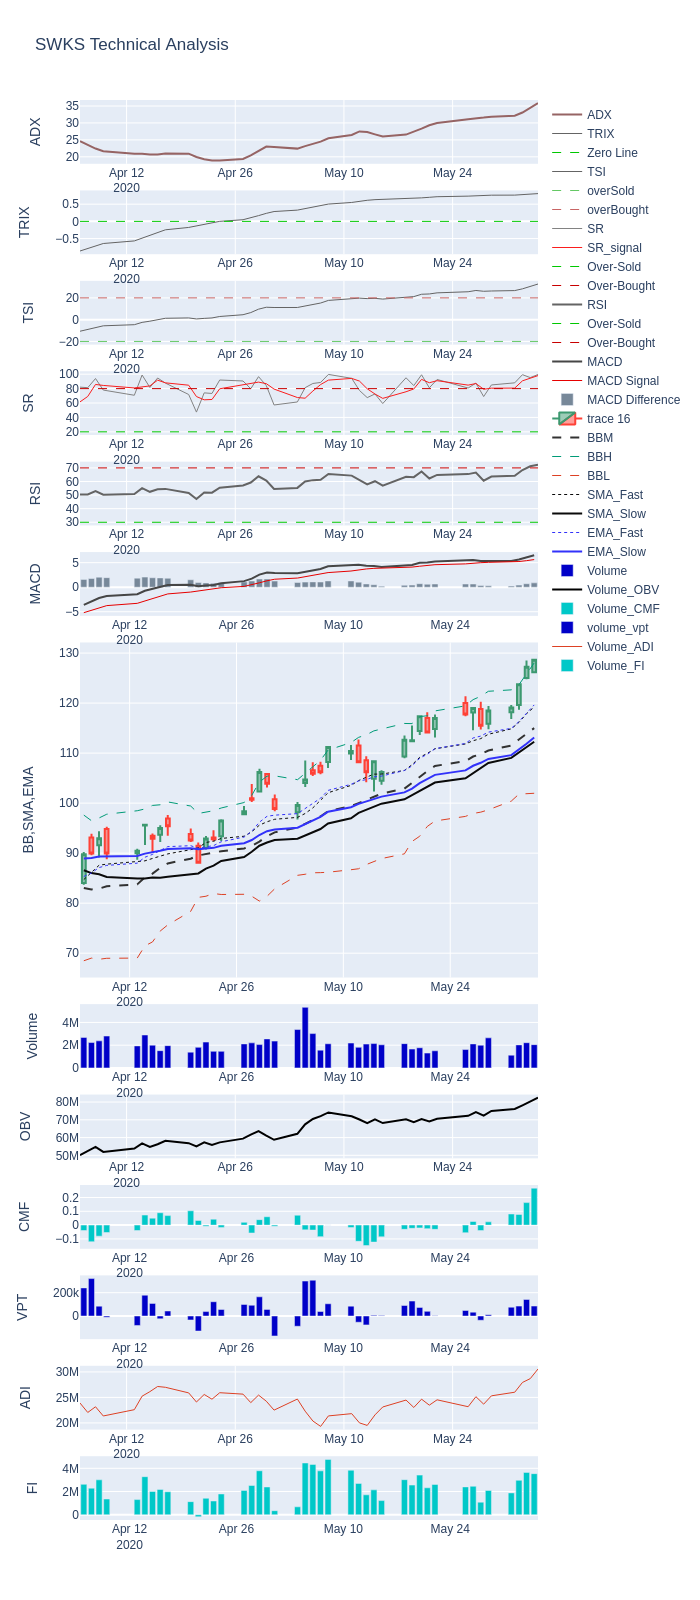 SWKS Technical Analysis
ADX
35
30
25
20
Apr 12
2020
Apr 26
May 10
May 24
TRIX
0.5
0
−0.5
Apr 12
2020
Apr 26
May 10
May 24
TSI
20
0
−20
Apr 12
2020
Apr 26
May 10
May 24
SR
100
80
60
40
20
Apr 12
2020
Apr 26
May 10
May 24
RSI
70
60
50
40
30
Apr 12
2020
Apr 26
May 10
May 24
MACD
5
0
−5
Apr 12
2020
Apr 26
May 10
May 24
BB,SMA,EMA
130
120
110
100
90
80
70
Apr 12
2020
Apr 26
May 10
May 24
Volume
4M
2M
0
Apr 12
2020
Apr 26
May 10
May 24
OBV
80M
70M
60M
50M
Apr 12
2020
Apr 26
May 10
May 24
CMF
0.2
0.1
0
−0.1
Apr 12
2020
Apr 26
May 10
May 24
VPT
200k
0
Apr 12
2020
Apr 26
May 10
May 24
ADI
30M
25M
20M
Apr 12
2020
Apr 26
May 10
May 24
FI
4M
2M
0
Apr 12
2020
Apr 26
May 10
May 24
ADX
TRIX
Zero Line
TSI
overSold
overBought
SR
SR_signal
Over-Sold
Over-Bought
RSI
Over-Sold
Over-Bought
MACD
MACD Signal
MACD Difference
trace 16
BBM
BBH
BBL
SMA_Fast
SMA_Slow
EMA_Fast
EMA_Slow
Volume
Volume_OBV
Volume_CMF
volume_vpt
Volume_ADI
Volume_FI